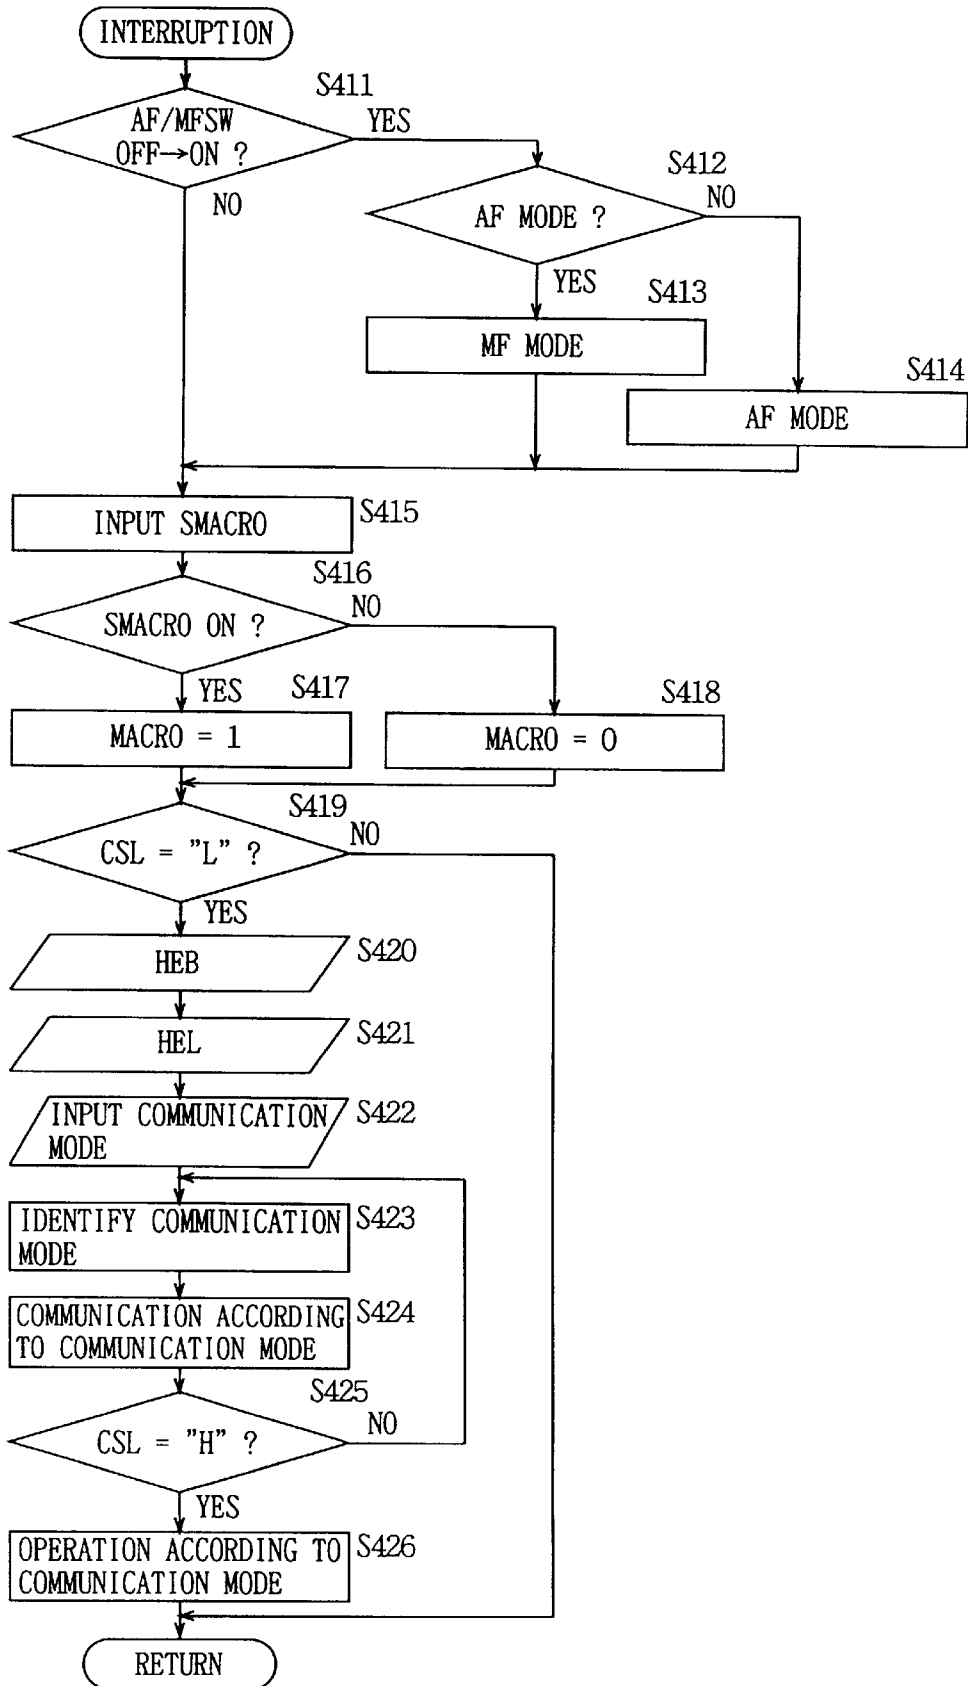 INTERRUPTION
S411
AF/MFSW
OFF→ON ?
YES
NO
S412
AF MODE ?
NO
YES
S413
MF MODE
S414
AF MODE
INPUT SMACRO
S415
S416
SMACRO ON ?
NO
YES
S417
MACRO = 1
S418
MACRO = 0
S419
CSL = "L" ?
NO
YES
HEB
S420
HEL
S421
INPUT COMMUNICATION
MODE
S422
IDENTIFY COMMUNICATION
MODE
S423
COMMUNICATION ACCORDING
TO COMMUNICATION MODE
S424
S425
CSL = "H" ?
NO
YES
OPERATION ACCORDING TO
COMMUNICATION MODE
S426
RETURN